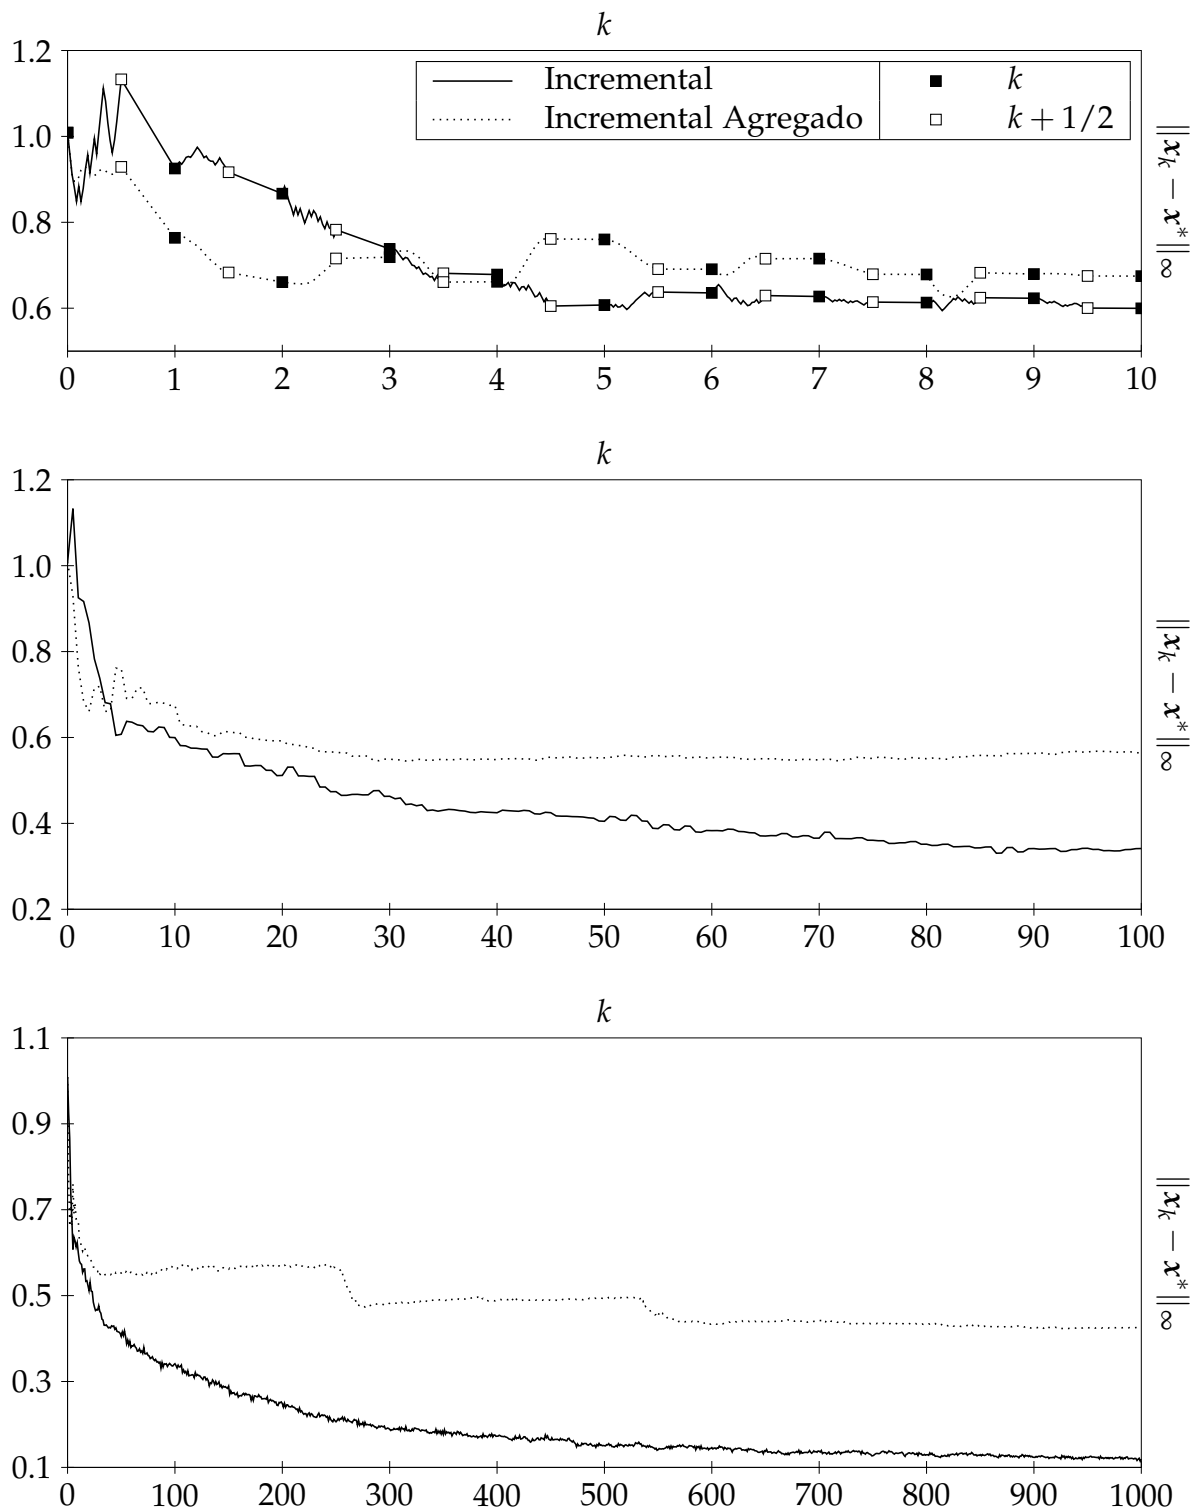 k
1.2
Incremental
k
Incremental Agregado
k + 1/2
1.0
0.8
0.6
‖x_k − x*‖_∞
0 1 2 3 4 5 6 7 8 9 10
k
1.2
1.0
0.8
0.6
0.4
0.2
‖x_k − x*‖_∞
0 10 20 30 40 50 60 70 80 90 100
k
1.1
0.9
0.7
0.5
0.3
0.1
‖x_k − x*‖_∞
0 100 200 300 400 500 600 700 800 900 1000